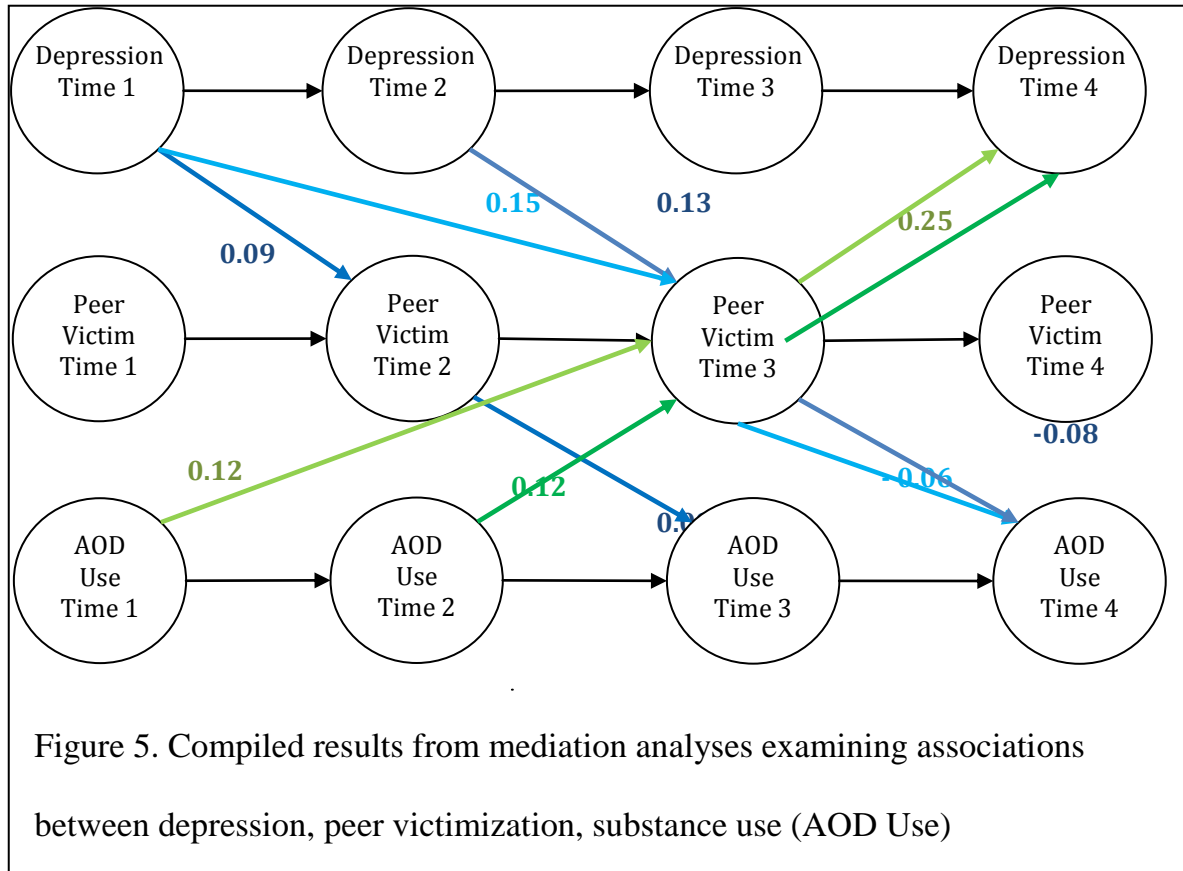 Depression
Time 1
Depression
Time 2
Depression
Time 3
Depression
Time 4
0.15
0.13
0.25
0.09
Peer
Victim
Time 1
Peer
Victim
Time 2
Peer
Victim
Time 3
Peer
Victim
Time 4
-0.08
0.12
0.12
- 0.06
AOD
Use
Time 1
AOD
Use
Time 2
AOD
Use
Time 3
AOD
Use
Time 4
.
Figure 5. Compiled results from mediation analyses examining associations
between depression, peer victimization, substance use (AOD Use)